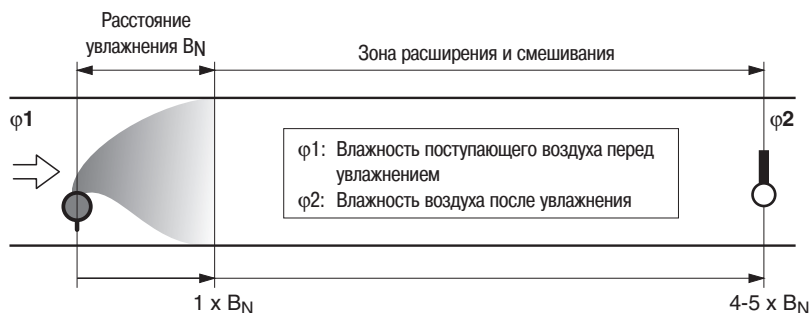 Расстояние
увлажнения BN
Зона расширения и смешивания
φ1
φ2
φ1: Влажность поступающего воздуха перед
увлажнением
φ2: Влажность воздуха после увлажнения
1 x BN
4-5 x BN